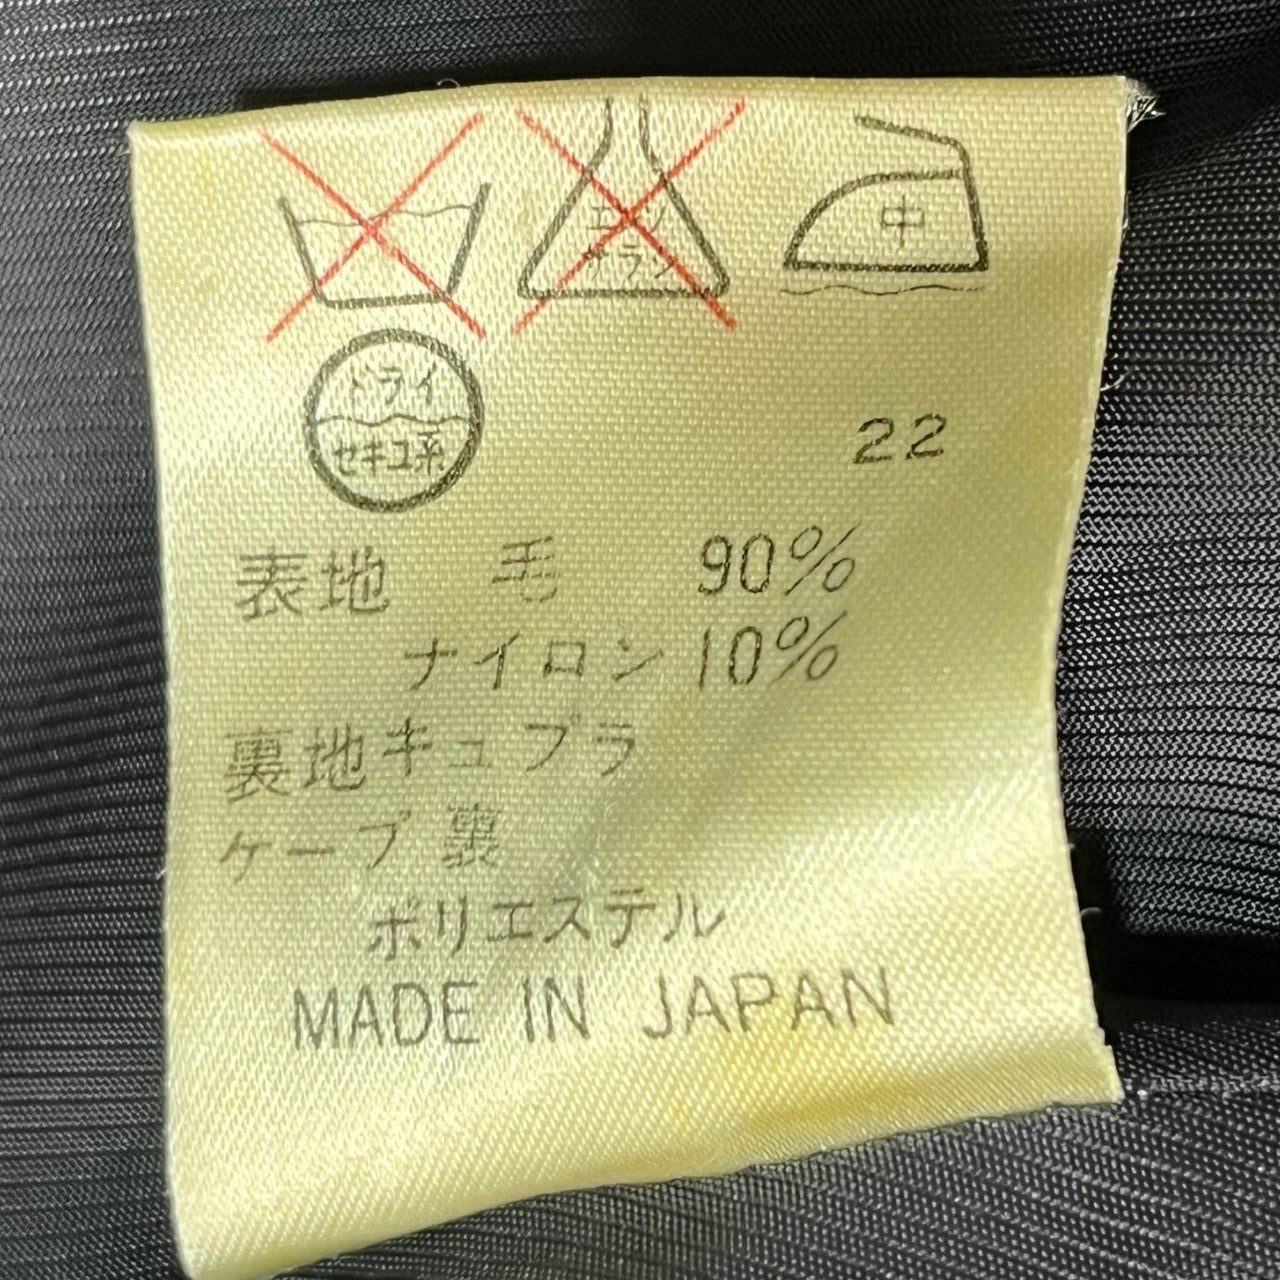 エンソ
サラシ
中
ドライ
セキユ系
22
表地 毛 90%
ナイロン 10%
裏地キュプラ
ケープ裏
ポリエステル
MADE IN JAPAN